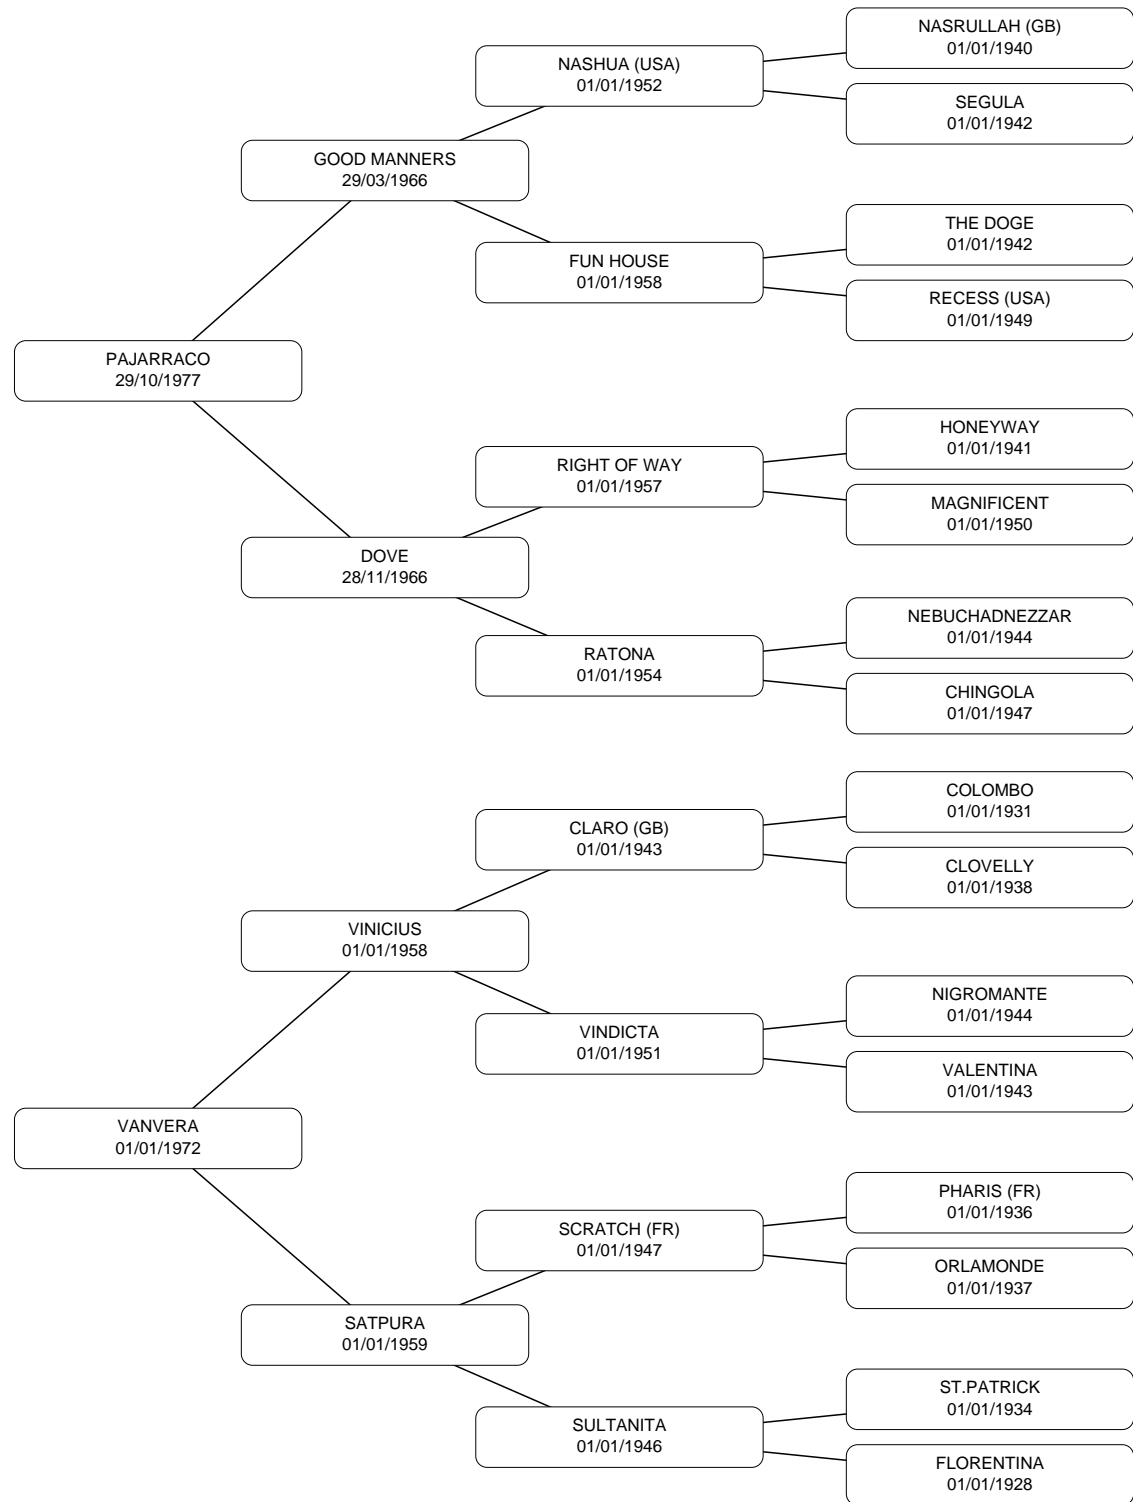 NASRULLAH (GB)
01/01/1940
NASHUA (USA)
01/01/1952
SEGULA
01/01/1942
GOOD MANNERS
29/03/1966
THE DOGE
01/01/1942
FUN HOUSE
01/01/1958
RECESS (USA)
01/01/1949
PAJARRACO
29/10/1977
HONEYWAY
01/01/1941
RIGHT OF WAY
01/01/1957
MAGNIFICENT
01/01/1950
DOVE
28/11/1966
NEBUCHADNEZZAR
01/01/1944
RATONA
01/01/1954
CHINGOLA
01/01/1947
COLOMBO
01/01/1931
CLARO (GB)
01/01/1943
CLOVELLY
01/01/1938
VINICIUS
01/01/1958
NIGROMANTE
01/01/1944
VINDICTA
01/01/1951
VALENTINA
01/01/1943
VANVERA
01/01/1972
PHARIS (FR)
01/01/1936
SCRATCH (FR)
01/01/1947
ORLAMONDE
01/01/1937
SATPURA
01/01/1959
ST.PATRICK
01/01/1934
SULTANITA
01/01/1946
FLORENTINA
01/01/1928